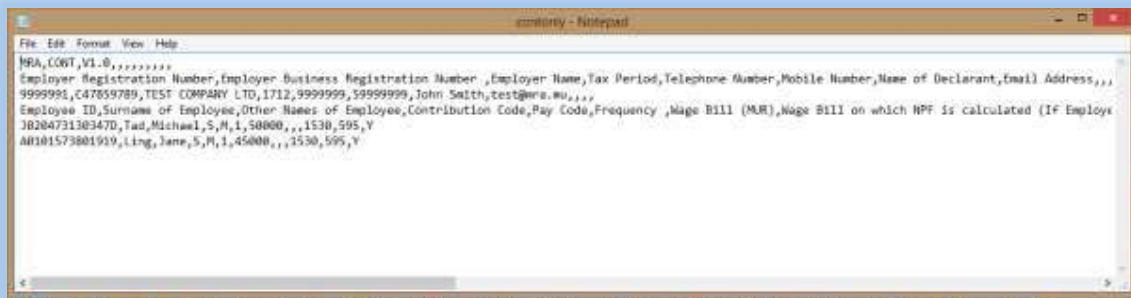 contonly - Notepad
File Edit Format View Help
MRA,CONT,V1.0,,,,,,,,,
Employer Registration Number,Employer Business Registration Number ,Employer Name,Tax Period,Telephone Number,Mobile Number,Name of Declarant,Email Address,,,
9999991,C47859789,TEST COMPANY LTD,1712,9999999,59999999,John Smith,test@mra.mu,,,,
Employee ID,Surname of Employee,Other Names of Employee,Contribution Code,Pay Code,Frequency ,Wage Bill (MUR),Wage Bill on which NPF is calculated (If Employe
J020473130347D,Tad,Michael,S,M,1,50000,,,1530,595,Y
A0101573801919,Ling,Jane,S,M,1,45000,,,1530,595,Y